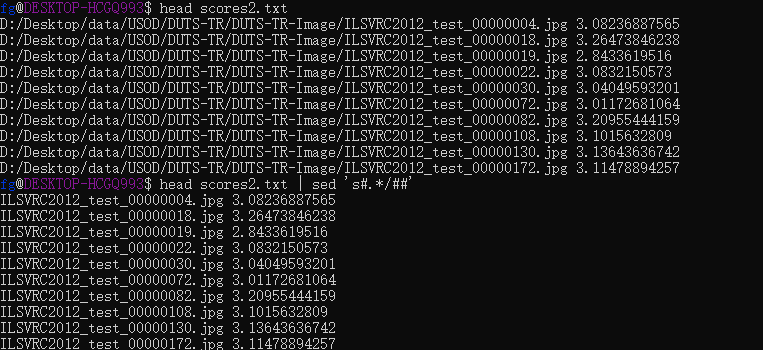 fg@DESKTOP-HCGQ993$ head scores2.txt
D:/Desktop/data/USOD/DUTS-TR/DUTS-TR-Image/ILSVRC2012_test_00000004.jpg 3.08236887565
D:/Desktop/data/USOD/DUTS-TR/DUTS-TR-Image/ILSVRC2012_test_00000018.jpg 3.26473846238
D:/Desktop/data/USOD/DUTS-TR/DUTS-TR-Image/ILSVRC2012_test_00000019.jpg 2.8433619516
D:/Desktop/data/USOD/DUTS-TR/DUTS-TR-Image/ILSVRC2012_test_00000022.jpg 3.0832150573
D:/Desktop/data/USOD/DUTS-TR/DUTS-TR-Image/ILSVRC2012_test_00000030.jpg 3.04049593201
D:/Desktop/data/USOD/DUTS-TR/DUTS-TR-Image/ILSVRC2012_test_00000072.jpg 3.01172681064
D:/Desktop/data/USOD/DUTS-TR/DUTS-TR-Image/ILSVRC2012_test_00000082.jpg 3.20955444159
D:/Desktop/data/USOD/DUTS-TR/DUTS-TR-Image/ILSVRC2012_test_00000108.jpg 3.1015632809
D:/Desktop/data/USOD/DUTS-TR/DUTS-TR-Image/ILSVRC2012_test_00000130.jpg 3.13643636742
D:/Desktop/data/USOD/DUTS-TR/DUTS-TR-Image/ILSVRC2012_test_00000172.jpg 3.11478894257
fg@DESKTOP-HCGQ993$ head scores2.txt | sed 's#.*/##'
ILSVRC2012_test_00000004.jpg 3.08236887565
ILSVRC2012_test_00000018.jpg 3.26473846238
ILSVRC2012_test_00000019.jpg 2.8433619516
ILSVRC2012_test_00000022.jpg 3.0832150573
ILSVRC2012_test_00000030.jpg 3.04049593201
ILSVRC2012_test_00000072.jpg 3.01172681064
ILSVRC2012_test_00000082.jpg 3.20955444159
ILSVRC2012_test_00000108.jpg 3.1015632809
ILSVRC2012_test_00000130.jpg 3.13643636742
ILSVRC2012_test_00000172.jpg 3.11478894257